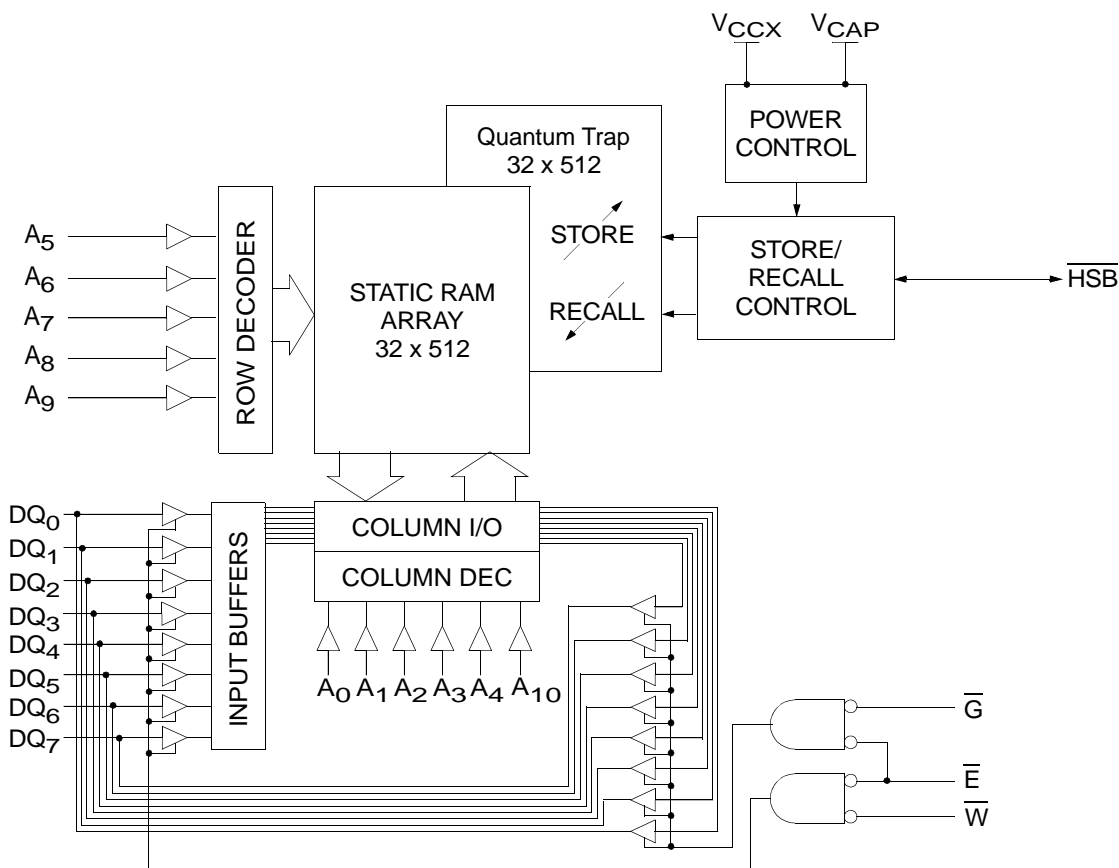 VCCX VCAP
POWER
CONTROL
Quantum Trap
32 x 512
STORE
RECALL
STORE/
RECALL
CONTROL
HSB
A5
A6
A7
A8
A9
ROW DECODER
STATIC RAM
ARRAY
32 x 512
DQ0
DQ1
DQ2
DQ3
DQ4
DQ5
DQ6
DQ7
INPUT BUFFERS
COLUMN I/O
COLUMN DEC
A0 A1 A2 A3 A4 A10
G
E
W